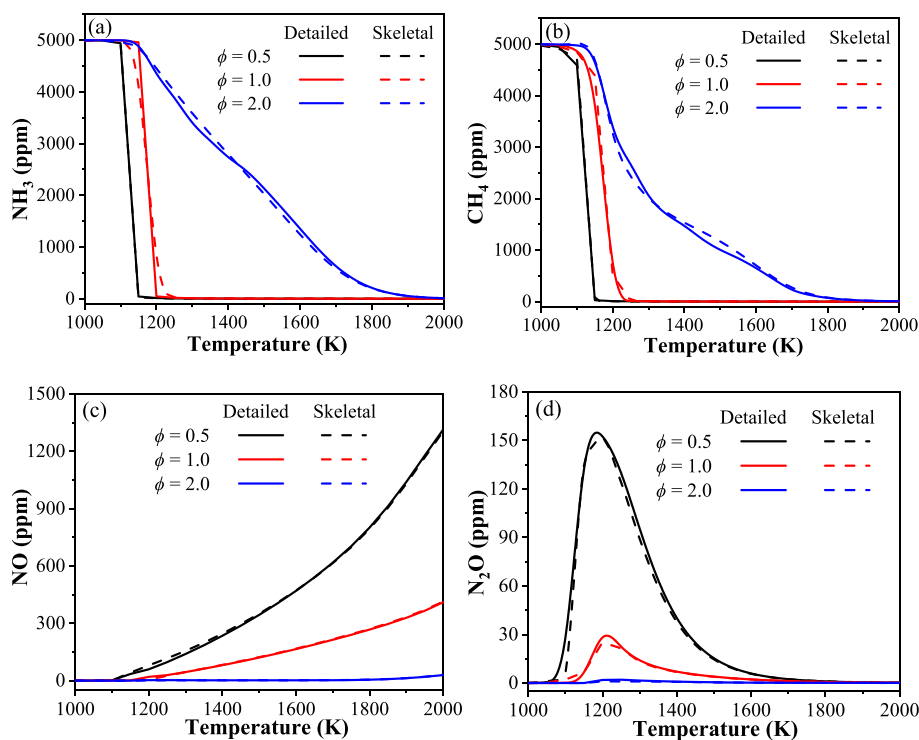 (a)
Detailed Skeletal
ϕ = 0.5
ϕ = 1.0
ϕ = 2.0
5000
4000
3000
2000
1000
0
NH₃ (ppm)
1000 1200 1400 1600 1800 2000
Temperature (K)
(b)
Detailed Skeletal
ϕ = 0.5
ϕ = 1.0
ϕ = 2.0
5000
4000
3000
2000
1000
0
CH₄ (ppm)
1000 1200 1400 1600 1800 2000
Temperature (K)
(c)
Detailed Skeletal
ϕ = 0.5
ϕ = 1.0
ϕ = 2.0
1500
1200
900
600
300
0
NO (ppm)
1000 1200 1400 1600 1800 2000
Temperature (K)
(d)
Detailed Skeletal
ϕ = 0.5
ϕ = 1.0
ϕ = 2.0
180
150
120
90
60
30
0
N₂O (ppm)
1000 1200 1400 1600 1800 2000
Temperature (K)